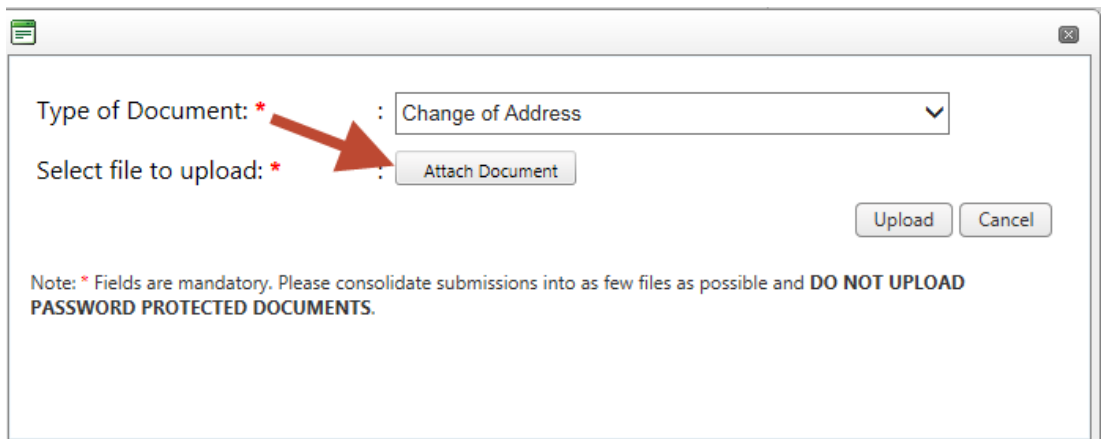 Type of Document: * : Change of Address
Select file to upload: * : Attach Document
Upload Cancel
Note: * Fields are mandatory. Please consolidate submissions into as few files as possible and DO NOT UPLOAD
PASSWORD PROTECTED DOCUMENTS.